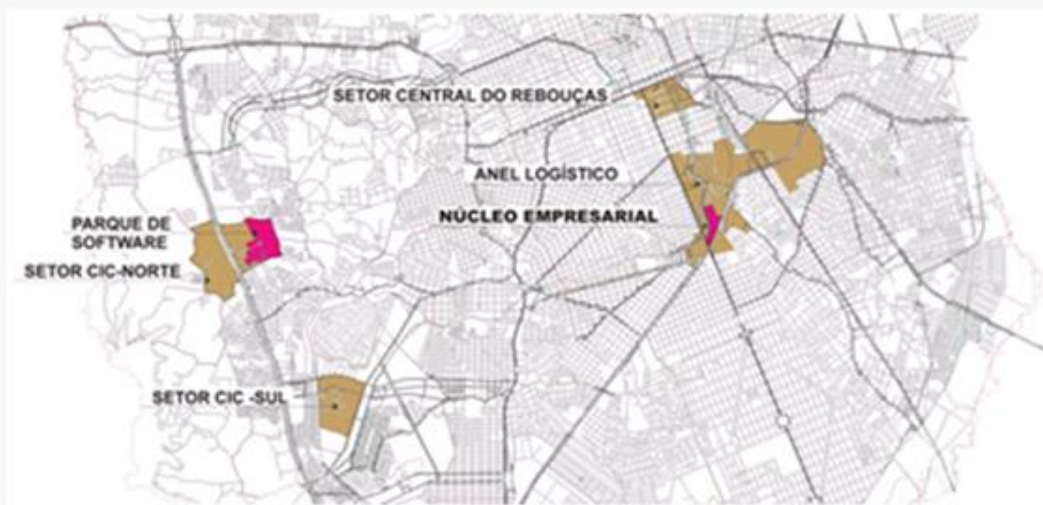 SETOR CENTRAL DO REBOUÇAS
ANEL LOGÍSTICO
NÚCLEO EMPRESARIAL
PARQUE DE
SOFTWARE
SETOR CIC-NORTE
SETOR CIC -SUL